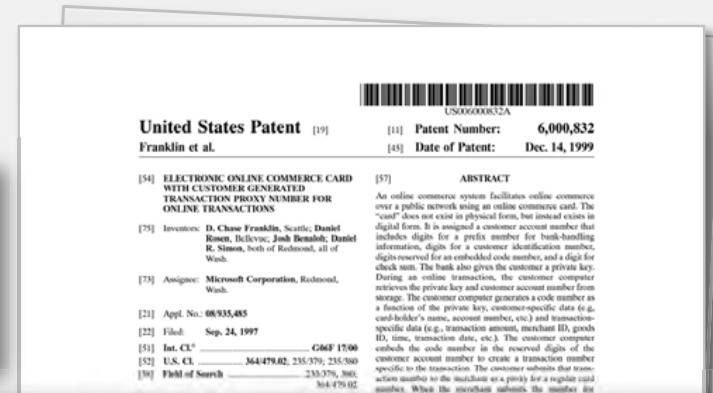 US006000832A
United States Patent [19]
Franklin et al.
[11] Patent Number: 6,000,832
[45] Date of Patent: Dec. 14, 1999
[54] ELECTRONIC ONLINE COMMERCE CARD
WITH CUSTOMER GENERATED
TRANSACTION PROXY NUMBER FOR
ONLINE TRANSACTIONS
[75] Inventors: D. Chase Franklin, Seattle; Daniel
Rosen, Bellevue; Josh Benaloh; Daniel
R. Simon, both of Redmond, all of
Wash.
[73] Assignee: Microsoft Corporation, Redmond,
Wash.
[21] Appl. No.: 08/935,485
[22] Filed: Sep. 24, 1997
[51] Int. Cl.⁶ G06F 17/00
[52] U.S. Cl. 364/479.02; 235/379; 235/380
[58] Field of Search 235/379, 380;
364/479.02
[57] ABSTRACT
An online commerce system facilitates online commerce
over a public network using an online commerce card. The
"card" does not exist in physical form, but instead exists in
digital form. It is assigned a customer account number that
includes digits for a prefix number for bank-handling
information, digits for a customer identification number,
digits reserved for an embedded code number, and a digit for
check sum. The bank also gives the customer a private key.
During an online transaction, the customer computer
retrieves the private key and customer account number from
storage. The customer computer generates a code number as
a function of the private key, customer-specific data (e.g,
card-holder's name, account number, etc.) and transaction-
specific data (e.g., transaction amount, merchant ID, goods
ID, time, transaction date, etc.). The customer computer
embeds the code number in the reserved digits of the
customer account number to create a transaction number
specific to the transaction. The customer submits that trans-
action number to the merchant as a proxy for a regular card
number. When the merchant submits the number for